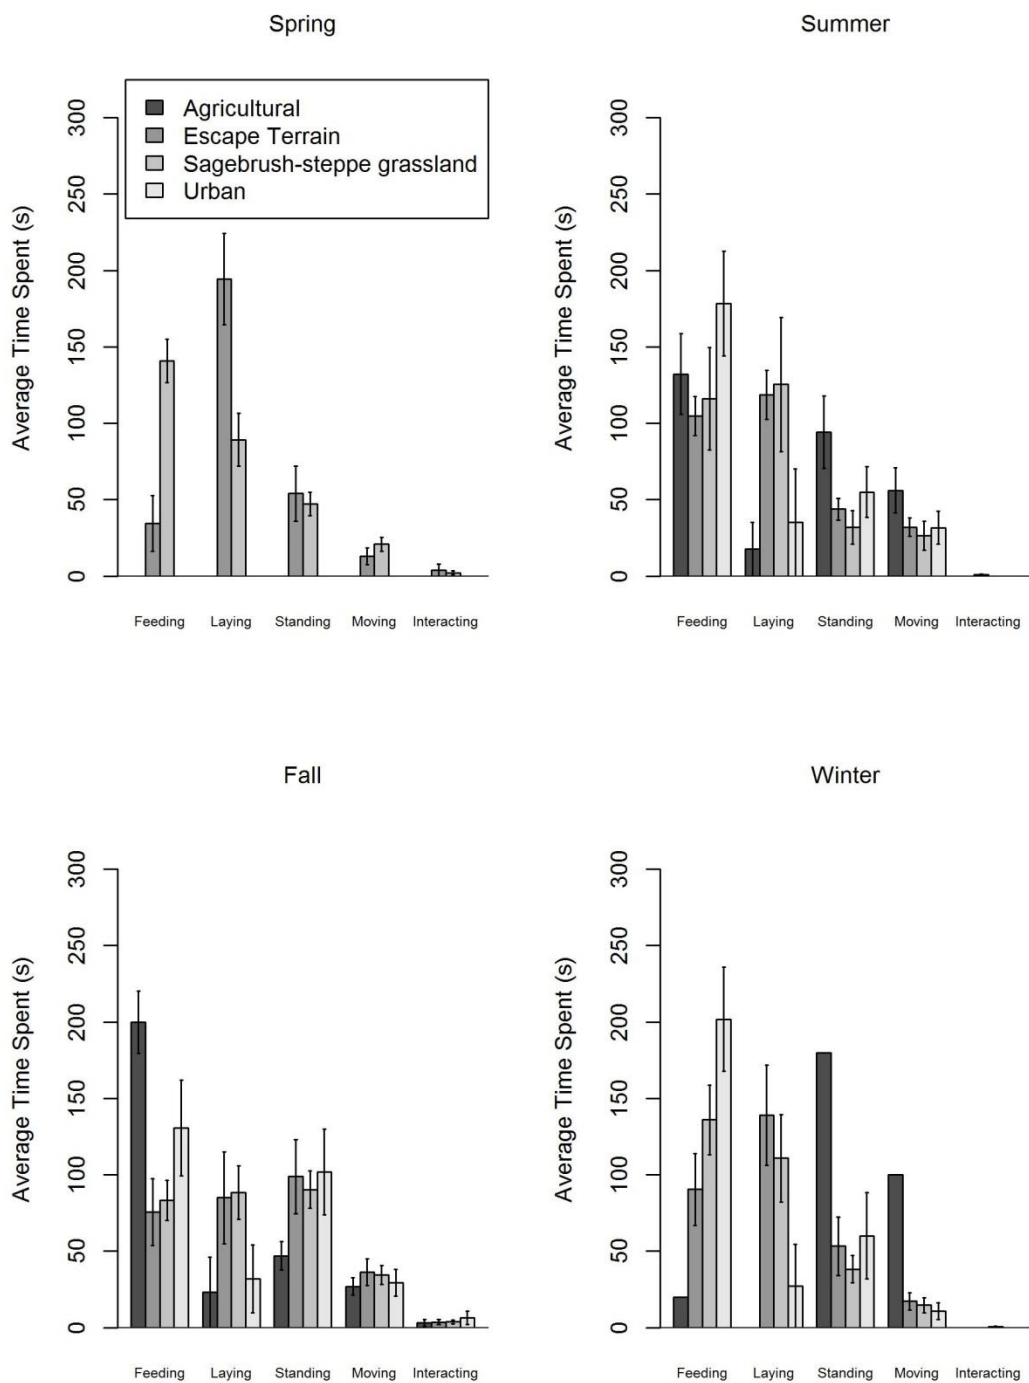 Spring
Average Time Spent (s)
300
250
200
150
100
50
0
Agricultural
Escape Terrain
Sagebrush-steppe grassland
Urban
Feeding Laying Standing Moving Interacting
Summer
Average Time Spent (s)
300
250
200
150
100
50
0
Feeding Laying Standing Moving Interacting
Fall
Average Time Spent (s)
300
250
200
150
100
50
0
Feeding Laying Standing Moving Interacting
Winter
Average Time Spent (s)
300
250
200
150
100
50
0
Feeding Laying Standing Moving Interacting